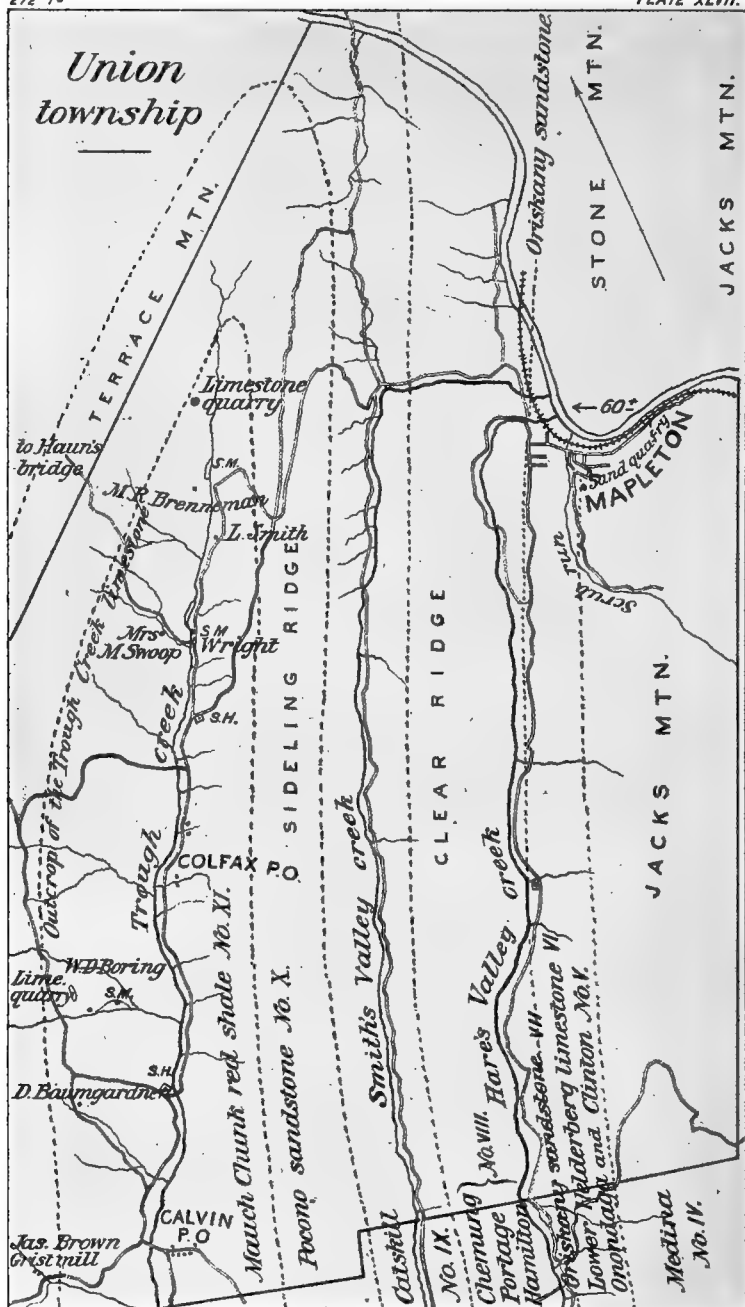 PLATE XLVII.
Union
township
TERRACE MTN.
Oriskany sandstone
STONE MTN.
JACKS MTN.
Limestone
quarry
60±
to Haun's
bridge
S.M.
M.R. Brenneman
L. Smith
Sand quarry
MAPLETON
Scrub run
Mrs
M. Swoop
S.M.
Wright
S.H.
Outcrop of the Trough Creek limestone
Trough creek
SIDELING RIDGE
CLEAR RIDGE
JACKS MTN.
COLFAX P.O.
Smith's Valley creek
Hare's Valley creek
W.D. Boring
Lime.
quarry
S.M.
S.H.
D. Baumgardner
CALVIN
P.O
Jas. Brown
Grist mill
Mauch Chunk red shale No. XI.
Pocono sandstone No. X.
Catskill
No. IX.
Chemung
Portage
Hamilton
No. VIII.
Oriskany sandstone VII
Lower Helderberg limestone VI
Onondaga and Clinton No. V.
Medina
No. IV.